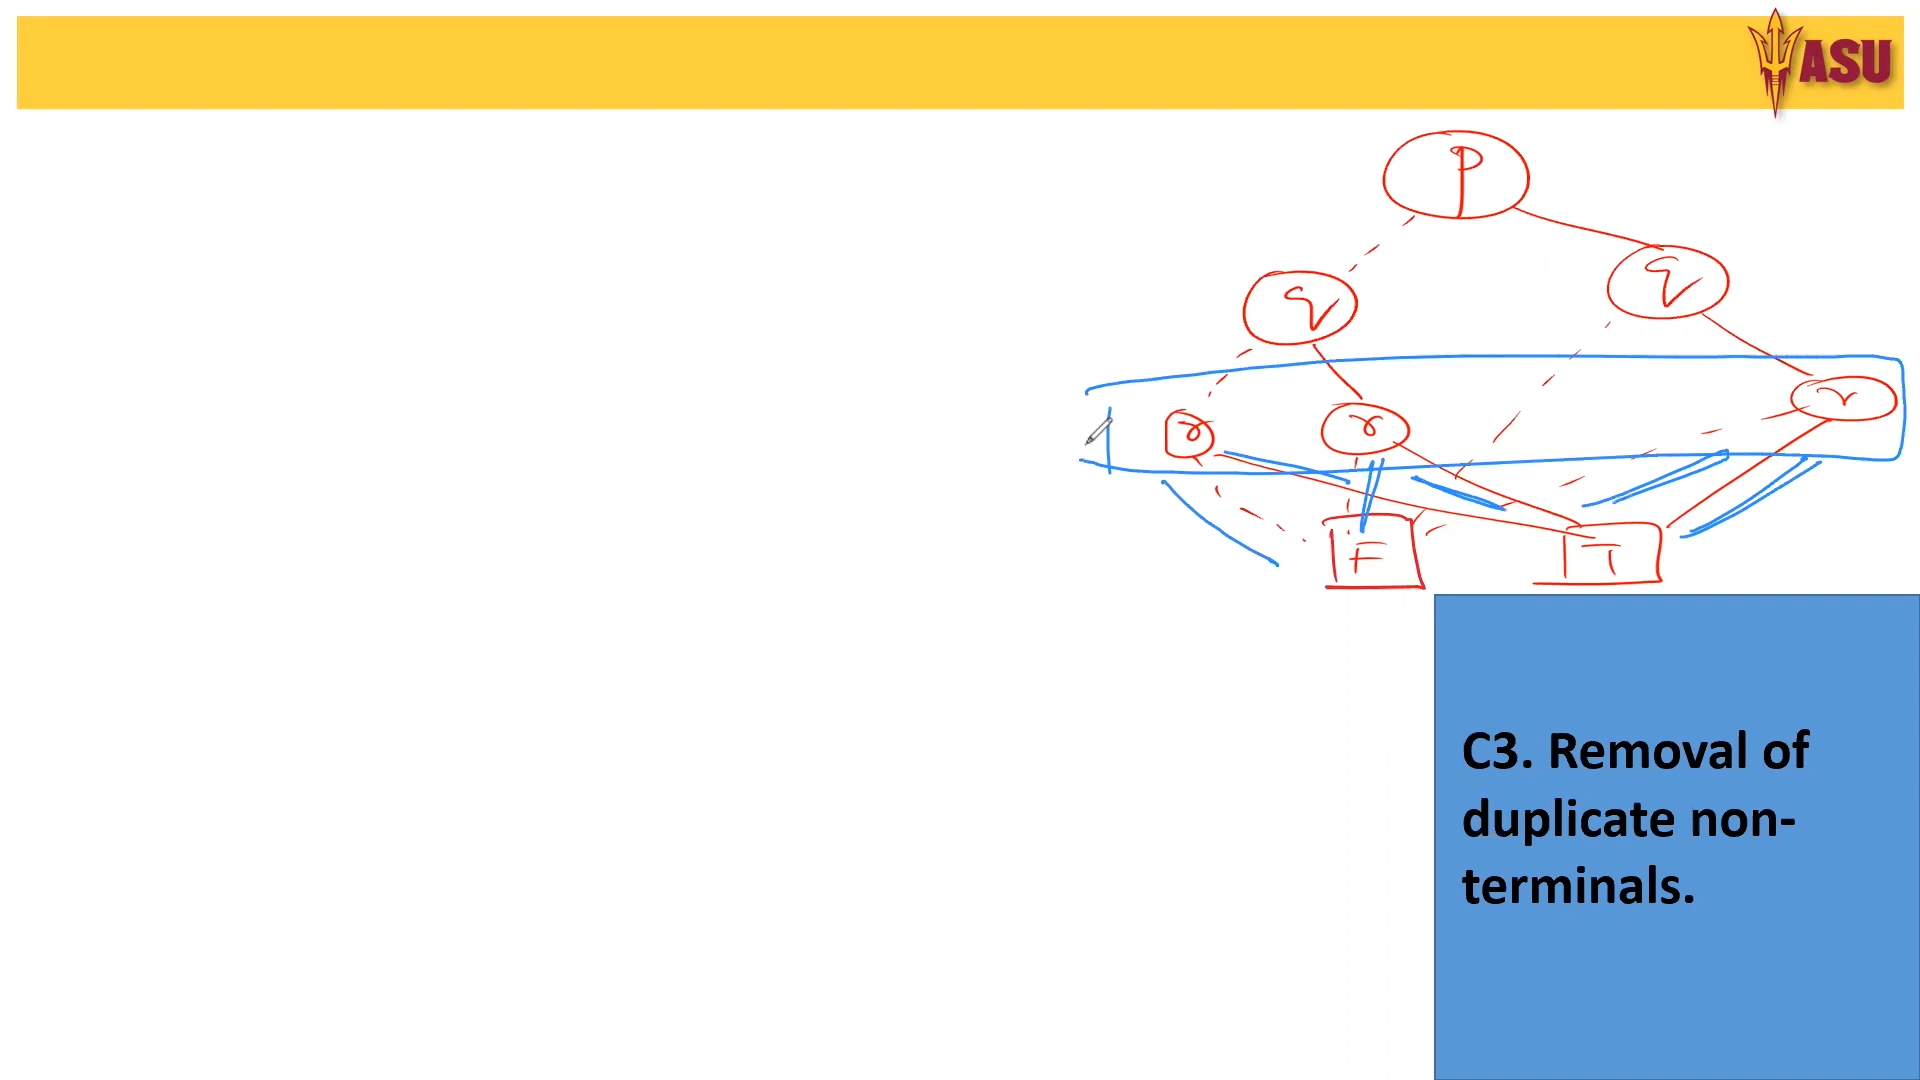 ASU
p
q
q
r
r
r
F
T
C3. Removal of
duplicate non-
terminals.